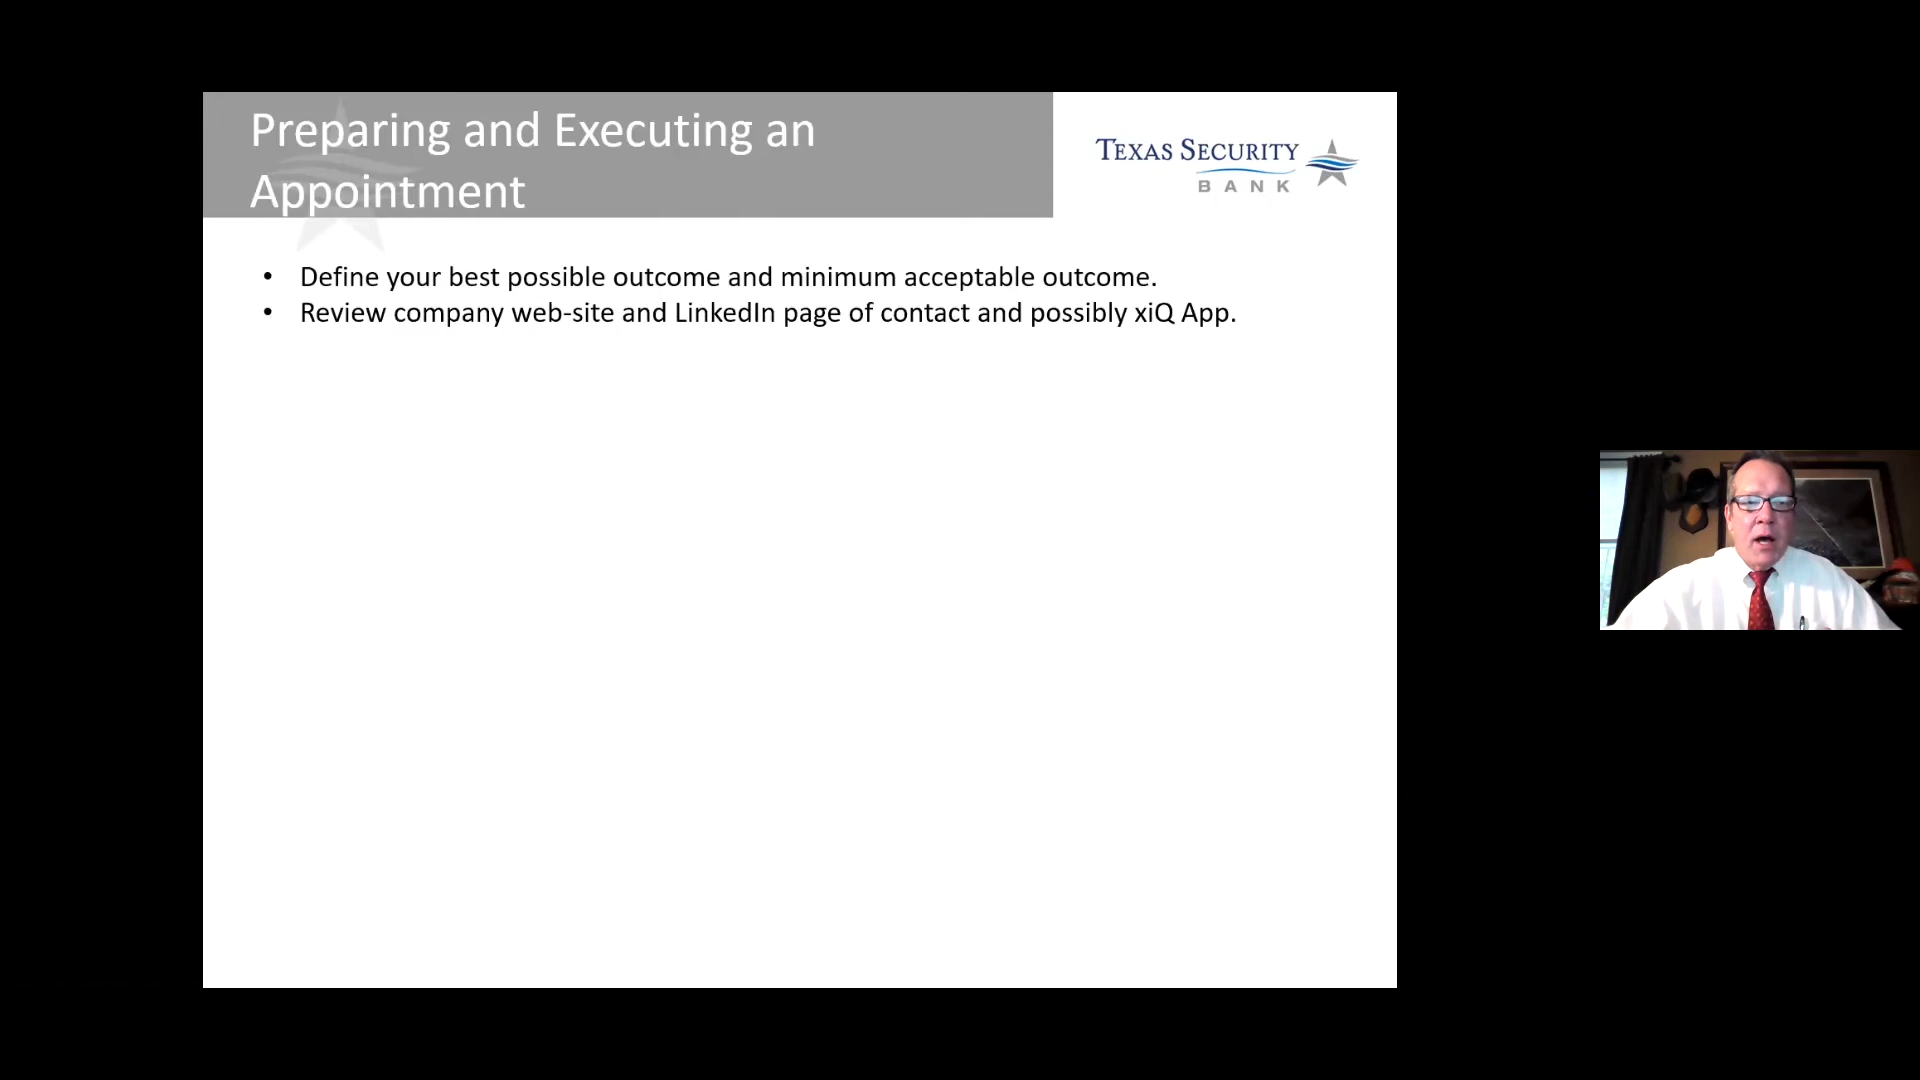 Preparing and Executing an
Appointment
TEXAS SECURITY
BANK
• Define your best possible outcome and minimum acceptable outcome.
• Review company web-site and LinkedIn page of contact and possibly xiQ App.